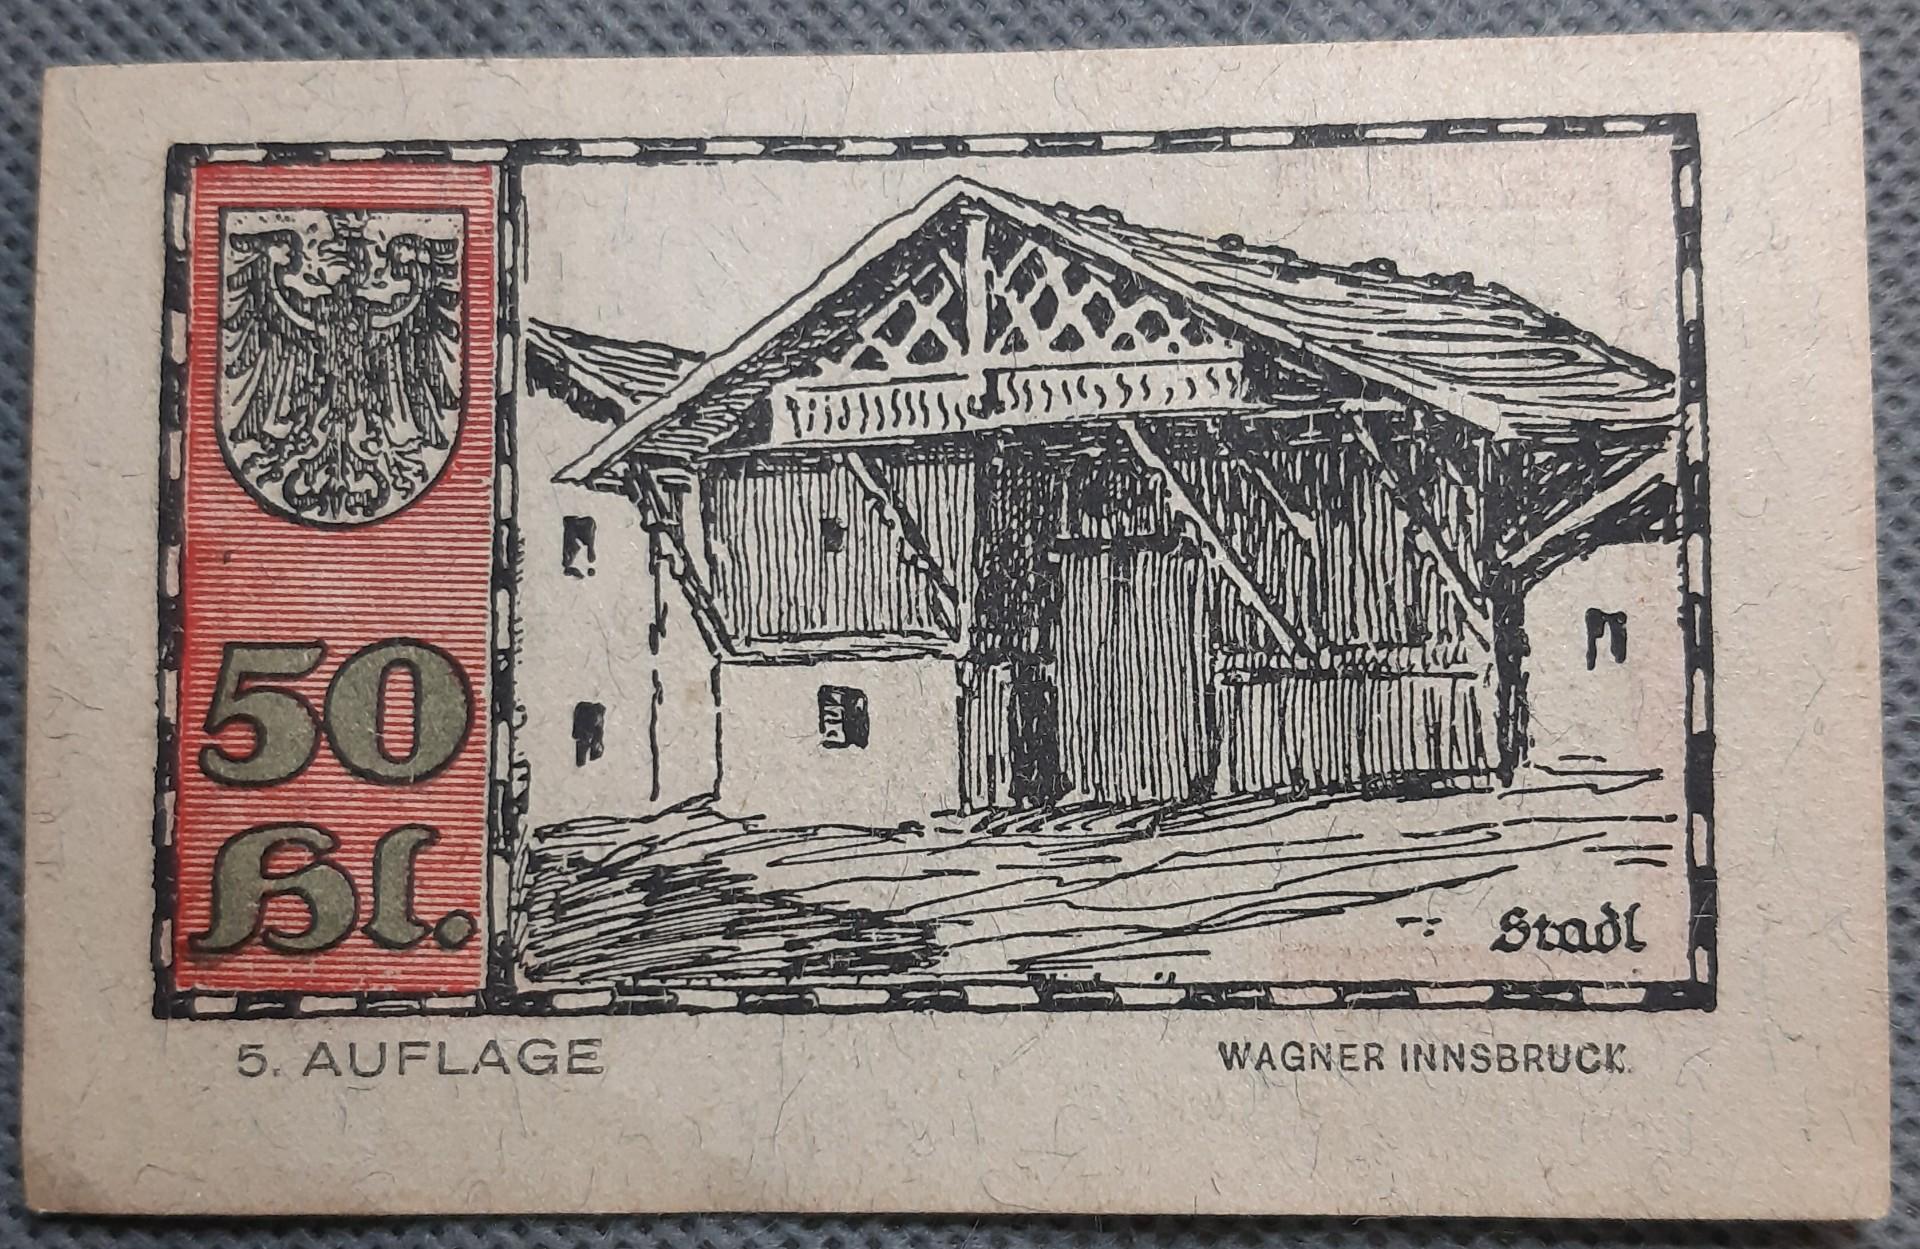 50
Hl.
Stadl
5. AUFLAGE
WAGNER INNSBRUCK.